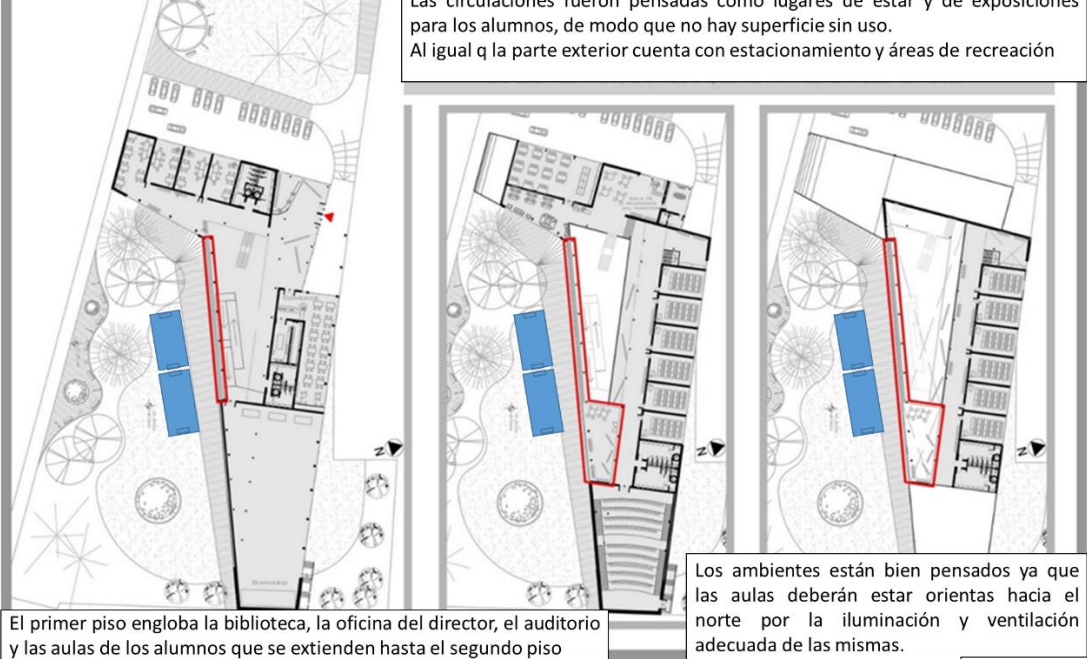 Las circulaciones fueron pensadas como lugares de estar y de exposiciones
para los alumnos, de modo que no hay superficie sin uso.
Al igual q la parte exterior cuenta con estacionamiento y áreas de recreación
SALA DE
COMEDOR
N
N
N
GIMNASIO
Los ambientes están bien pensados ya que
las aulas deberán estar orientas hacia el
norte por la iluminación y ventilación
adecuada de las mismas.
El primer piso engloba la biblioteca, la oficina del director, el auditorio
y las aulas de los alumnos que se extienden hasta el segundo piso